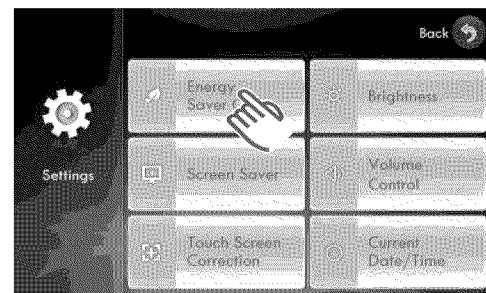 Back
Settings
Energy
Saver
Brightness
Screen Saver
Volume
Control
Touch Screen
Correction
Current
Date/Time